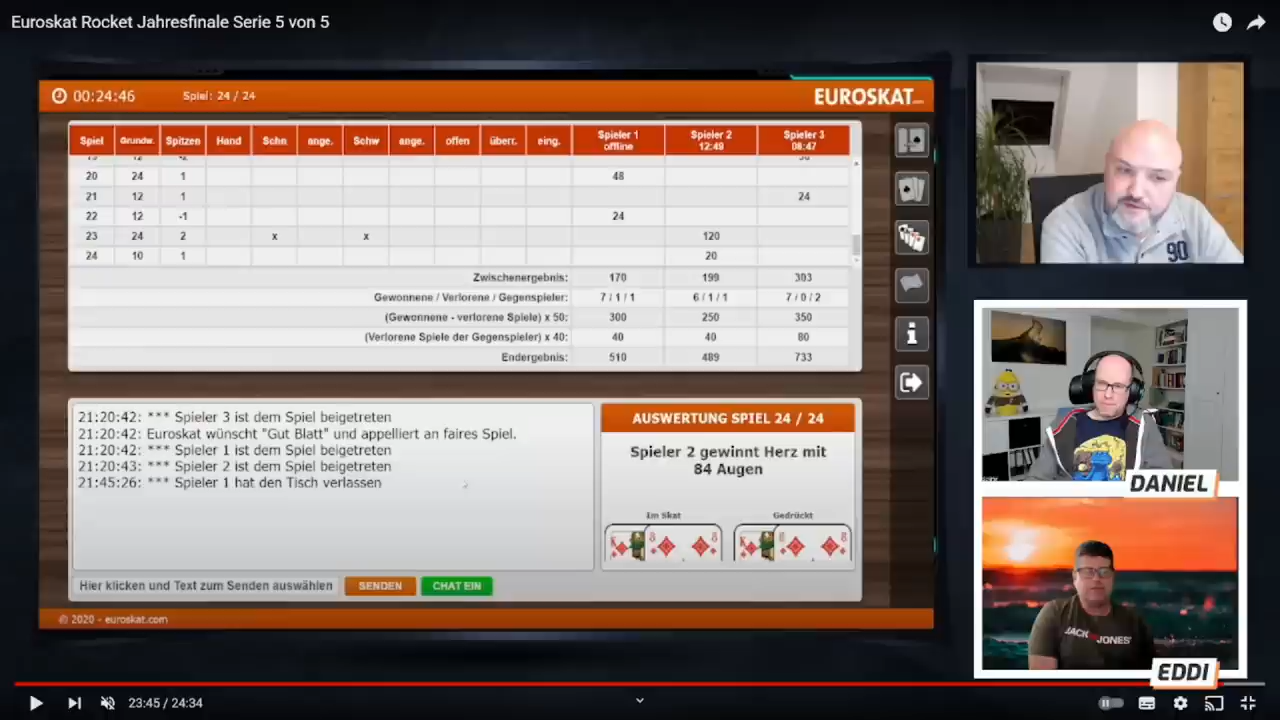 Euroskat Rocket Jahresfinale Serie 5 von 5
00:24:46 Spiel: 24 / 24 EUROSKAT.com
Spiel Grundw. Spitzen Hand Schn ange. Schw ange. offen überr. eing. Spieler 1 offline Spieler 2 12:49 Spieler 3 08:47
20 24 1 48
21 12 1 24
22 12 -1 24
23 24 2 x x 120
24 10 1 20
Zwischenergebnis: 170 199 303
Gewonnene / Verlorene / Gegenspieler: 7 / 1 / 1 6 / 1 / 1 7 / 0 / 2
(Gewonnene - verlorene Spiele) x 50: 300 250 350
(Verlorene Spiele der Gegenspieler) x 40: 40 40 80
Endergebnis: 510 489 733
21:20:42: *** Spieler 3 ist dem Spiel beigetreten
21:20:42: Euroskat wünscht "Gut Blatt" und appelliert an faires Spiel.
21:20:42: *** Spieler 1 ist dem Spiel beigetreten
21:20:43: *** Spieler 2 ist dem Spiel beigetreten
21:45:26: *** Spieler 1 hat den Tisch verlassen
AUSWERTUNG SPIEL 24 / 24
Spieler 2 gewinnt Herz mit
84 Augen
Im Skat Gedrückt
Hier klicken und Text zum Senden auswählen SENDEN CHAT EIN
© 2020 - euroskat.com
90
DANIEL
JACK JONES
EDDI
23:45 / 24:34